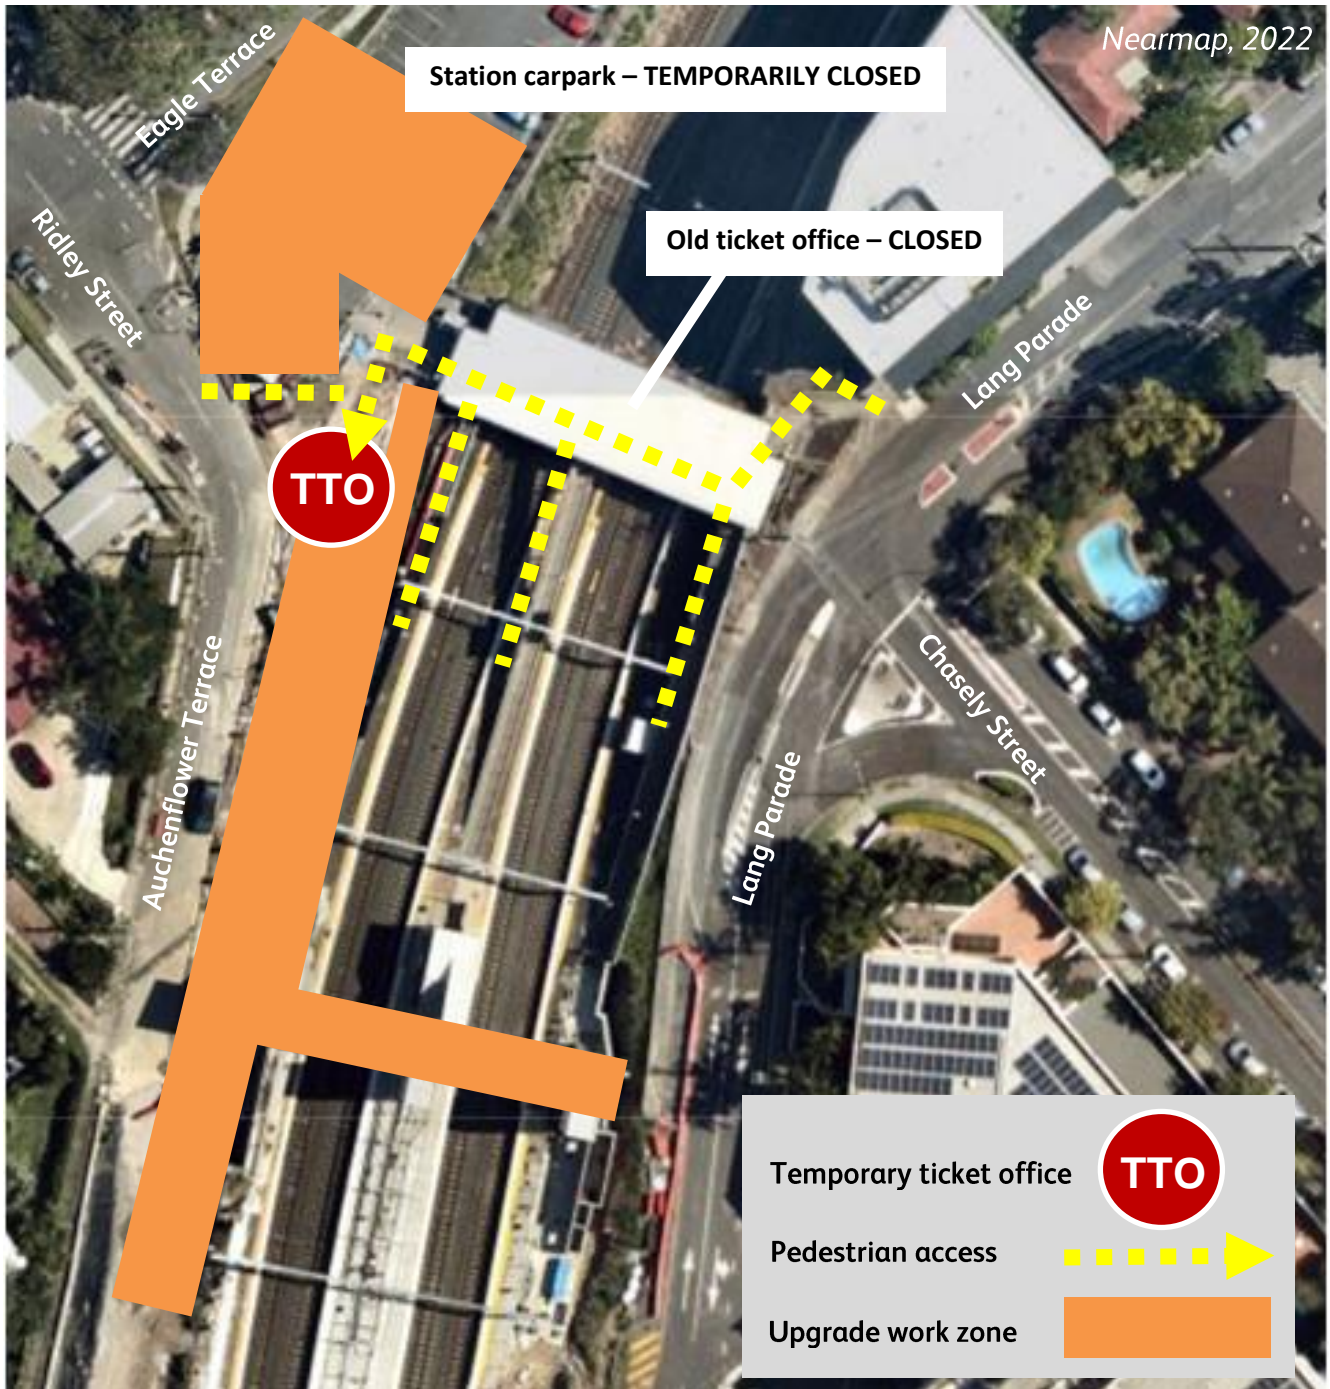 Nearmap, 2022
Eagle Terrace
Station carpark – TEMPORARILY CLOSED
Ridley Street
Old ticket office – CLOSED
Lang Parade
TTO
Chasely Street
Auchenflower Terrace
Lang Parade
Temporary ticket office
TTO
Pedestrian access
Upgrade work zone